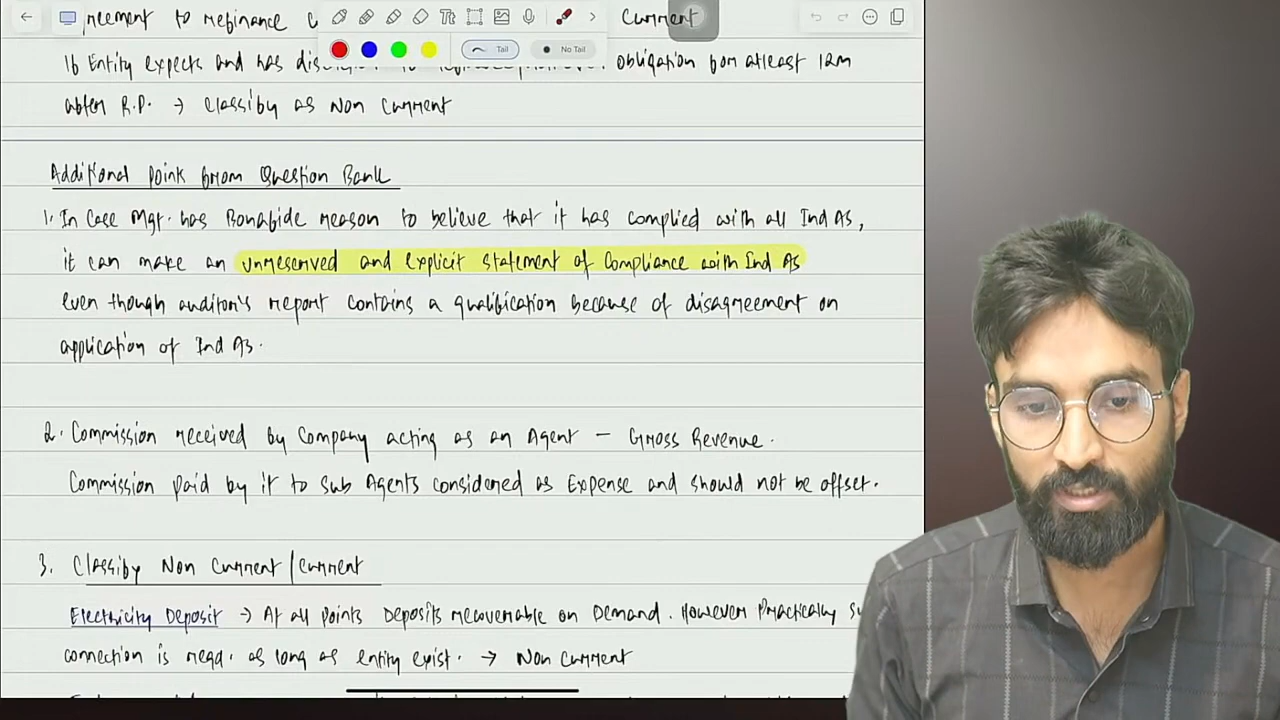 reement to refinance Current
Tt
Tail
No Tail
If Entity expects and has obligation for atleast 12m
after R.P. → Classify as Non Current
Additional Point from Question Bank
1. In Case Mgt. has Bonafide reason to believe that it has complied with all Ind AS,
it can make an unreserved and explicit statement of Compliance with Ind AS
even though auditor's report contains a qualification because of disagreement on
application of Ind AS.
2. Commission received by Company acting as an Agent – Gross Revenue.
Commission paid by it to Sub Agents considered as Expense and should not be offset.
3. Classify Non Current/Current
Electricity Deposit → At all points Deposits recoverable on Demand. However Practically
connection is reqd. as long as entity exist. → Non Current